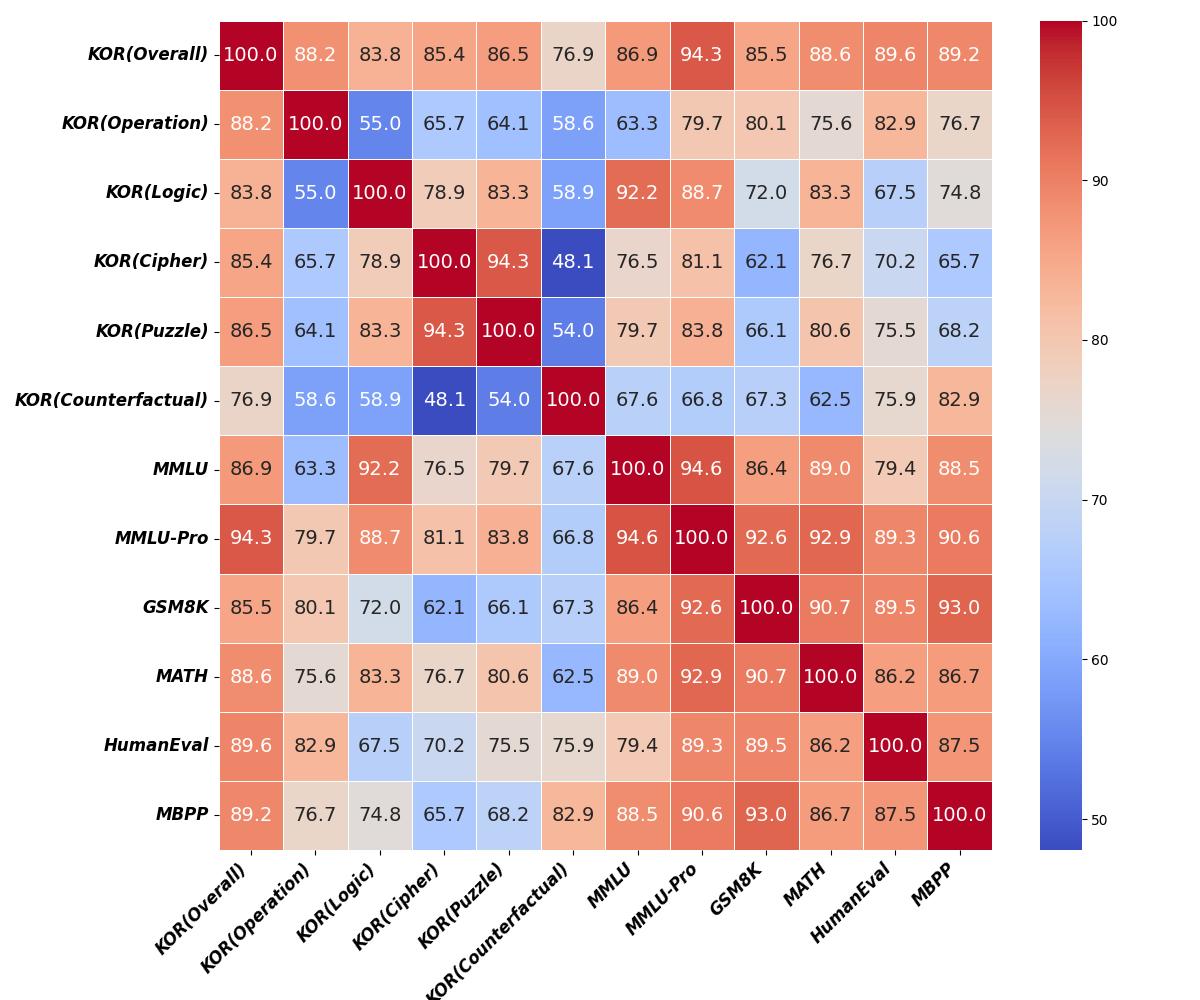 KOR(Overall) 100.0 88.2 83.8 85.4 86.5 76.9 86.9 94.3 85.5 88.6 89.6 89.2
KOR(Operation) 88.2 100.0 55.0 65.7 64.1 58.6 63.3 79.7 80.1 75.6 82.9 76.7
KOR(Logic) 83.8 55.0 100.0 78.9 83.3 58.9 92.2 88.7 72.0 83.3 67.5 74.8
KOR(Cipher) 85.4 65.7 78.9 100.0 94.3 48.1 76.5 81.1 62.1 76.7 70.2 65.7
KOR(Puzzle) 86.5 64.1 83.3 94.3 100.0 54.0 79.7 83.8 66.1 80.6 75.5 68.2
KOR(Counterfactual) 76.9 58.6 58.9 48.1 54.0 100.0 67.6 66.8 67.3 62.5 75.9 82.9
MMLU 86.9 63.3 92.2 76.5 79.7 67.6 100.0 94.6 86.4 89.0 79.4 88.5
MMLU-Pro 94.3 79.7 88.7 81.1 83.8 66.8 94.6 100.0 92.6 92.9 89.3 90.6
GSM8K 85.5 80.1 72.0 62.1 66.1 67.3 86.4 92.6 100.0 90.7 89.5 93.0
MATH 88.6 75.6 83.3 76.7 80.6 62.5 89.0 92.9 90.7 100.0 86.2 86.7
HumanEval 89.6 82.9 67.5 70.2 75.5 75.9 79.4 89.3 89.5 86.2 100.0 87.5
MBPP 89.2 76.7 74.8 65.7 68.2 82.9 88.5 90.6 93.0 86.7 87.5 100.0
KOR(Overall)
KOR(Operation)
KOR(Logic)
KOR(Cipher)
KOR(Puzzle)
KOR(Counterfactual)
MMLU
MMLU-Pro
GSM8K
MATH
HumanEval
MBPP
100
90
80
70
60
50